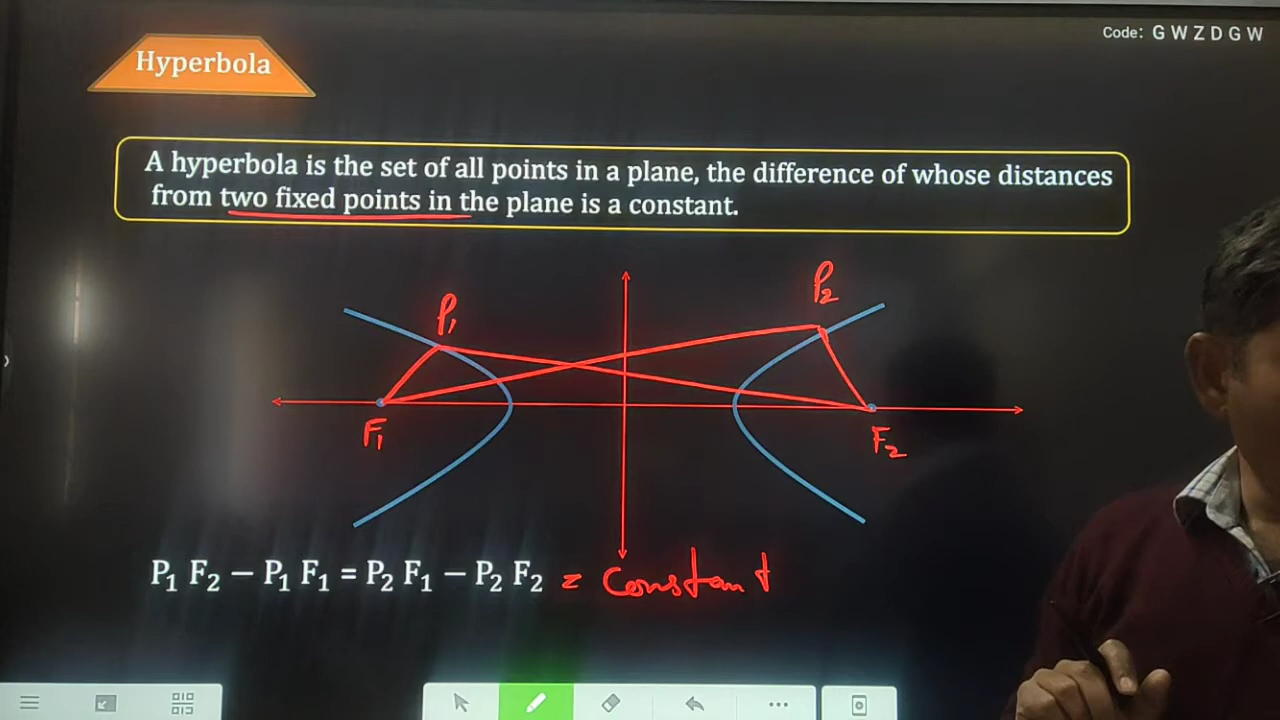 Code: GWZDGW
Hyperbola
A hyperbola is the set of all points in a plane, the difference of whose distances
from two fixed points in the plane is a constant.
P₁ P₂
F₁ F₂
P₁ F₂ − P₁ F₁ = P₂ F₁ − P₂ F₂ = constant